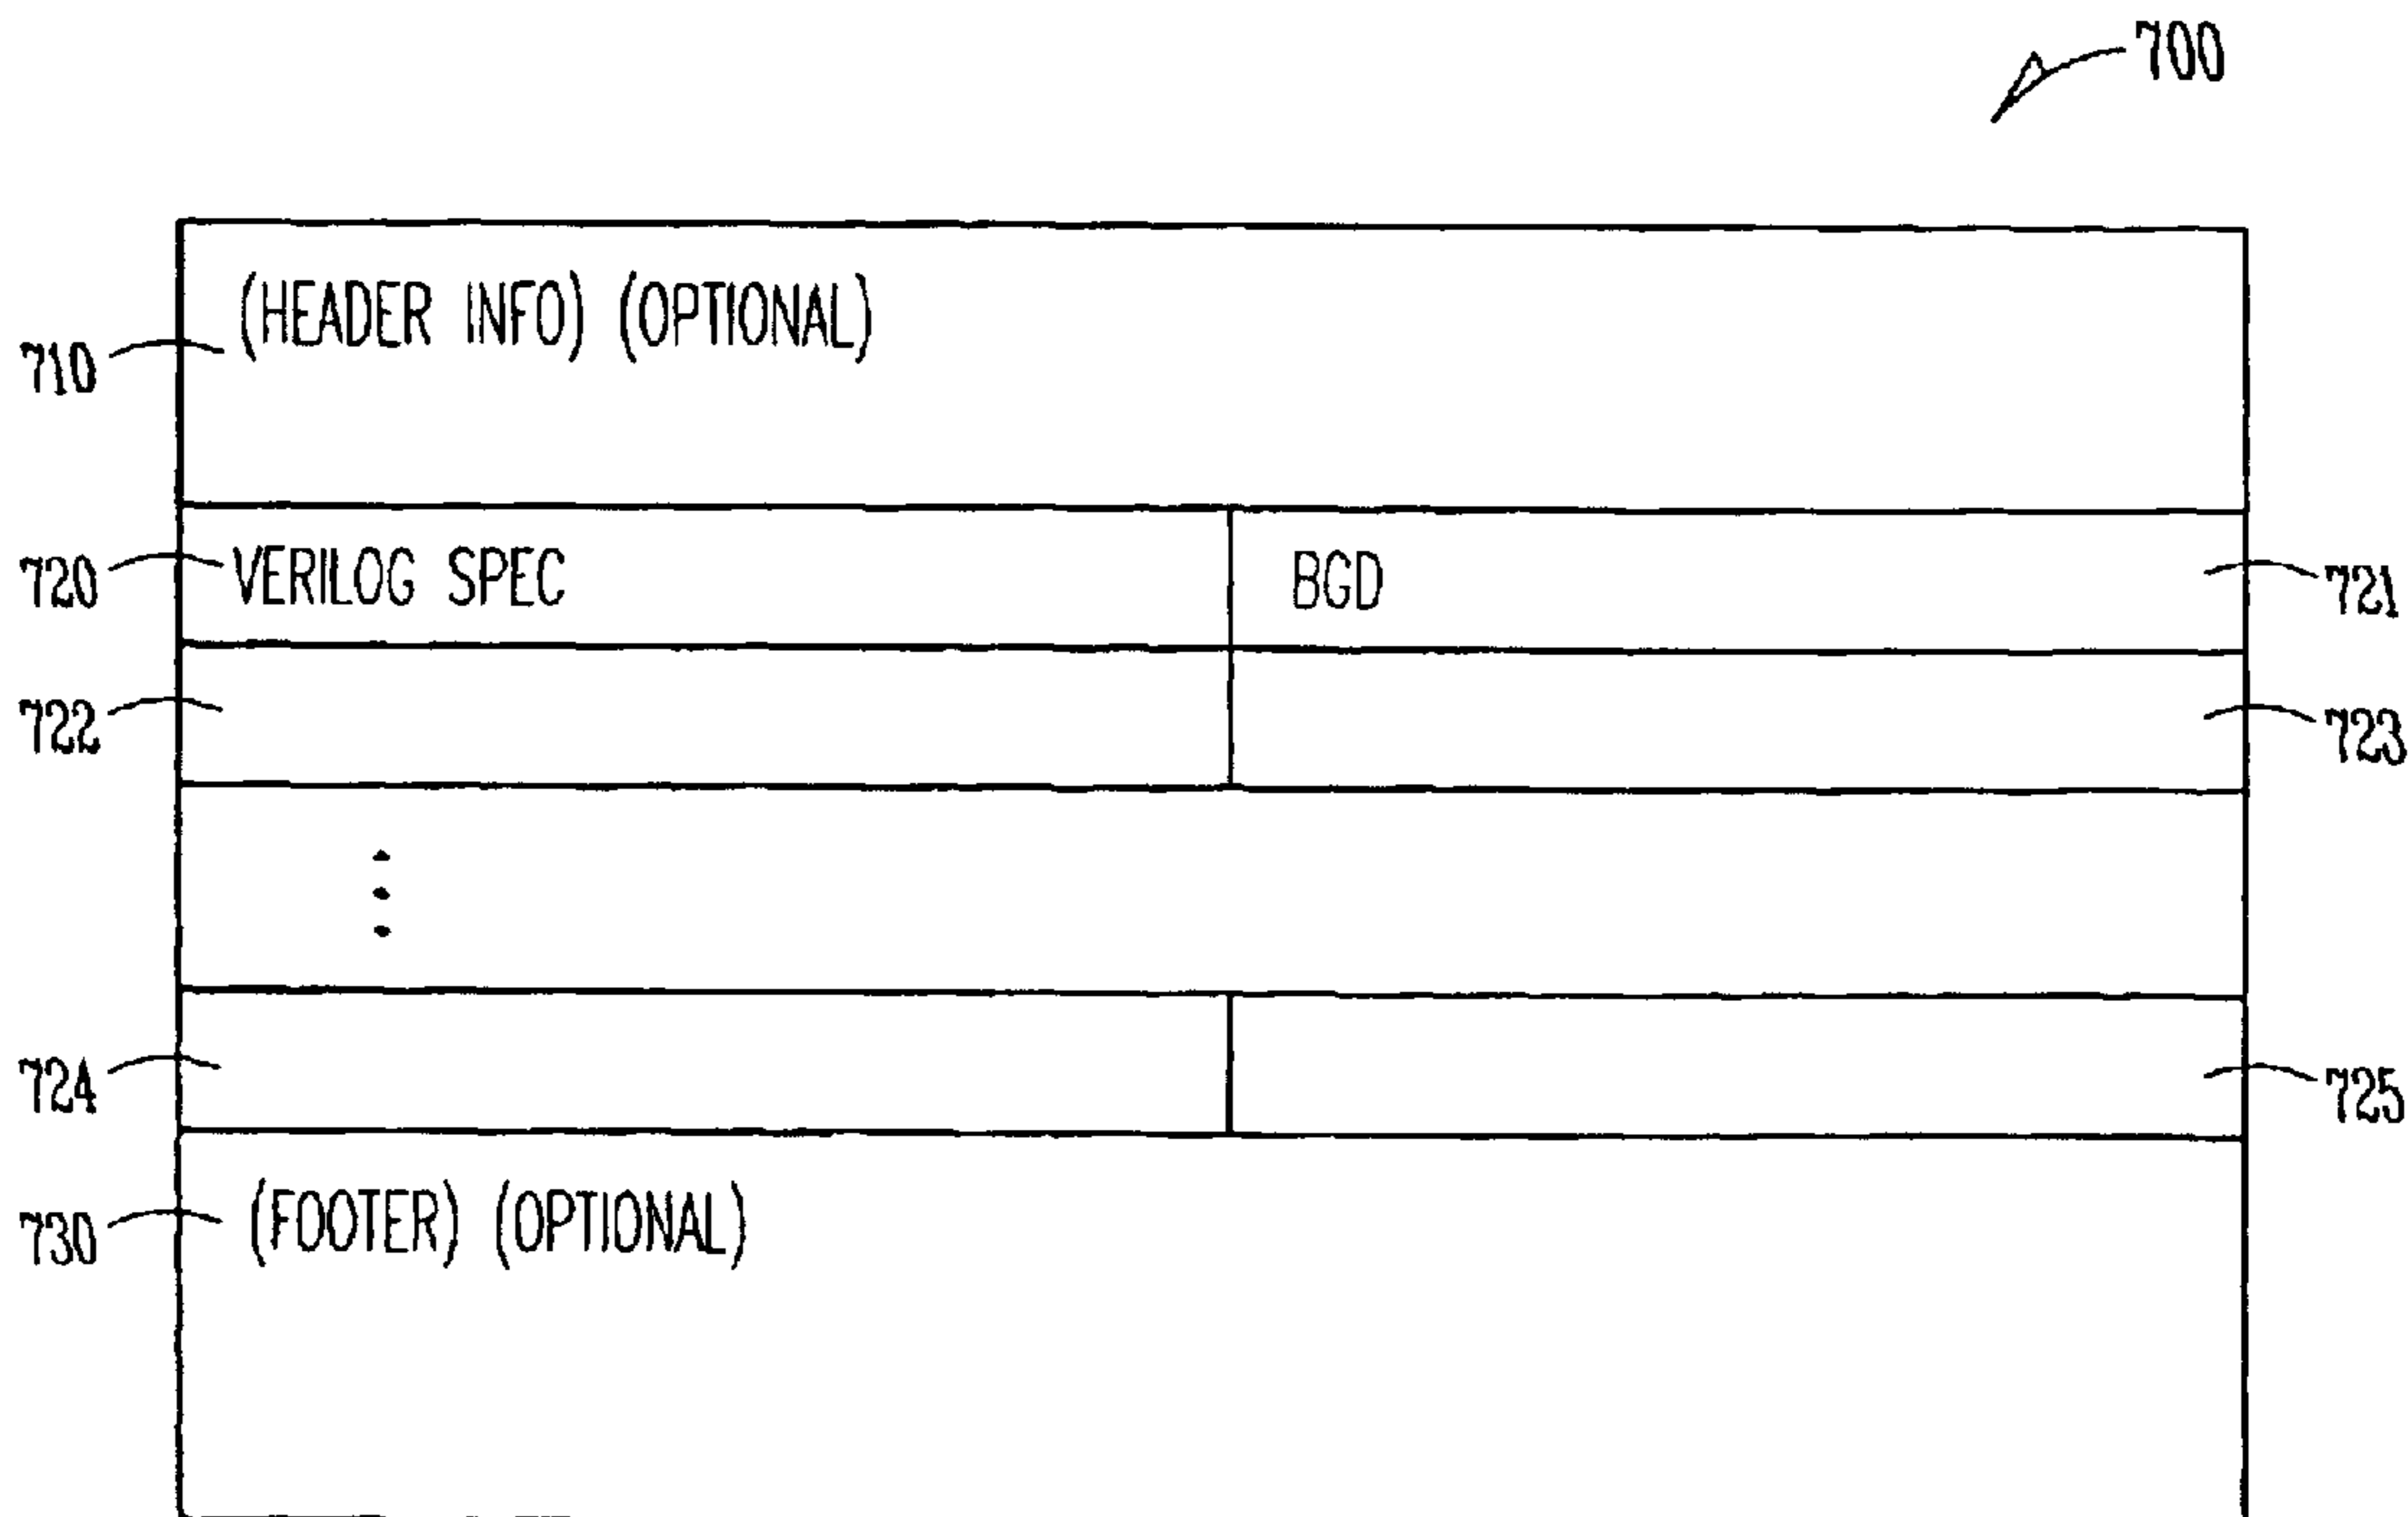 700
(HEADER INFO) (OPTIONAL)
710
720 VERILOG SPEC BGD 721
722 723
724 725
730 (FOOTER) (OPTIONAL)